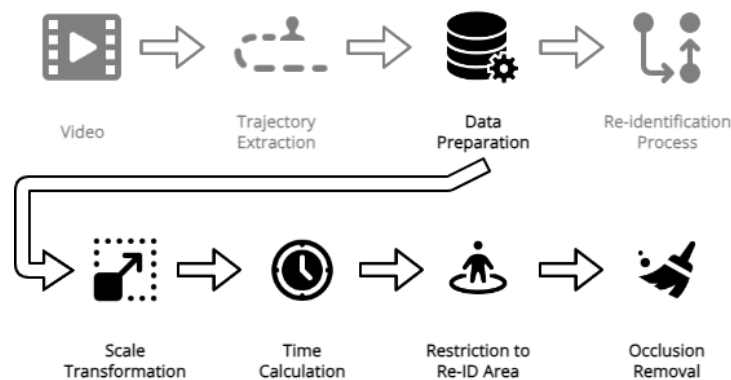 Video
Trajectory
Extraction
Data
Preparation
Re-identification
Process
Scale
Transformation
Time
Calculation
Restriction to
Re-ID Area
Occlusion
Removal